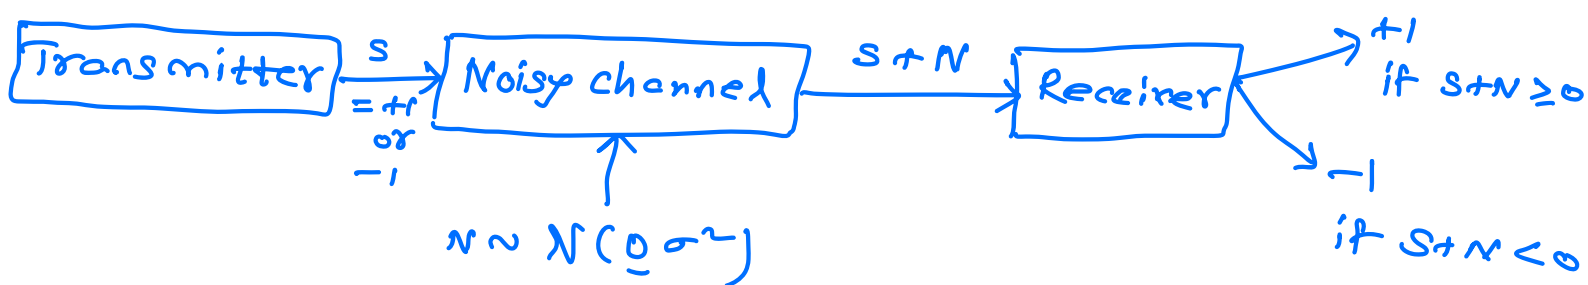 Transmitter
S
= +1
or
-1
Noisy channel
N ~ N(0 σ²)
S + N
Receiver
+1
if S+N ≥ 0
-1
if S+N < 0